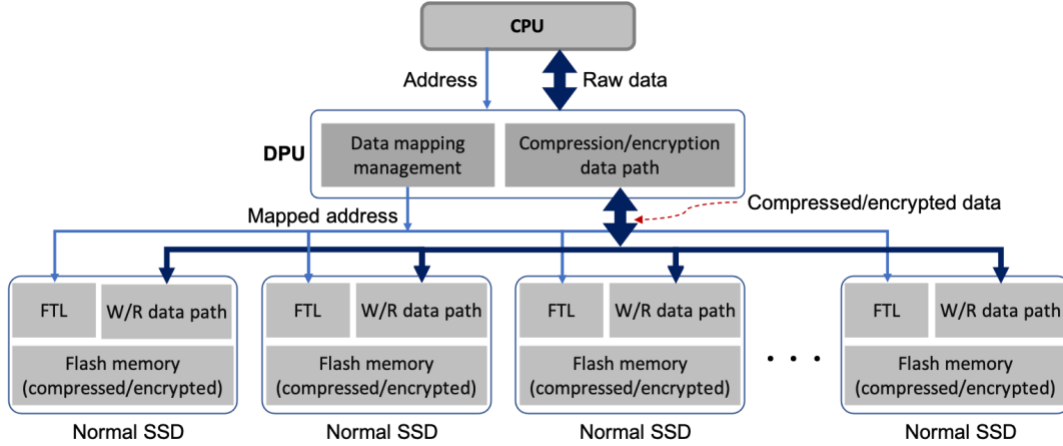 CPU
Address
Raw data
DPU
Data mapping
management
Compression/encryption
data path
Mapped address
Compressed/encrypted data
FTL
W/R data path
FTL
W/R data path
FTL
W/R data path
FTL
W/R data path
Flash memory
(compressed/encrypted)
Flash memory
(compressed/encrypted)
Flash memory
(compressed/encrypted)
. . .
Flash memory
(compressed/encrypted)
Normal SSD
Normal SSD
Normal SSD
Normal SSD